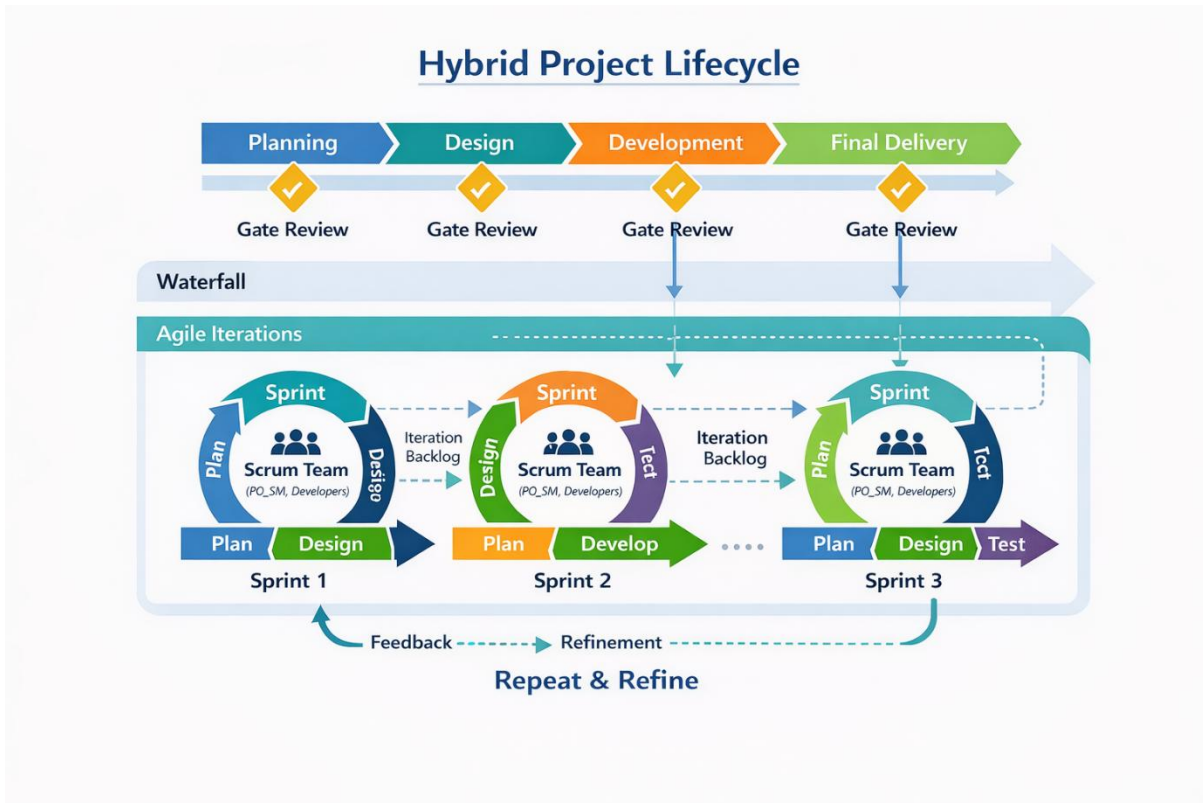 Hybrid Project Lifecycle
Planning Design Development Final Delivery
Gate Review Gate Review Gate Review Gate Review
Waterfall
Agile Iterations
Sprint Sprint Sprint
Plan Desigo Design Tect Plan Tcct
Iteration
Backlog
Iteration
Backlog
Scrum Team Scrum Team Scrum Team
(PO_SM, Developers) (PO_SM, Developers) (PO_SM, Developers)
Plan Design Plan Develop Plan Design Test
Sprint 1 Sprint 2 Sprint 3
Feedback Refinement
Repeat & Refine